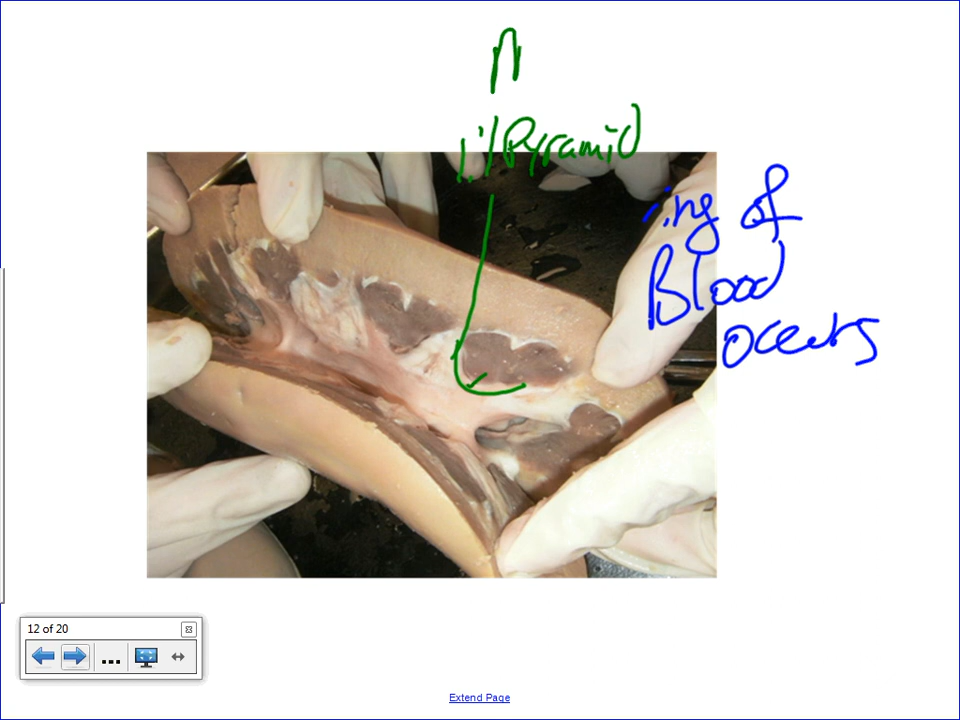 Pyramid
ing of
Blood
occurs
12 of 20
...
Extend Page